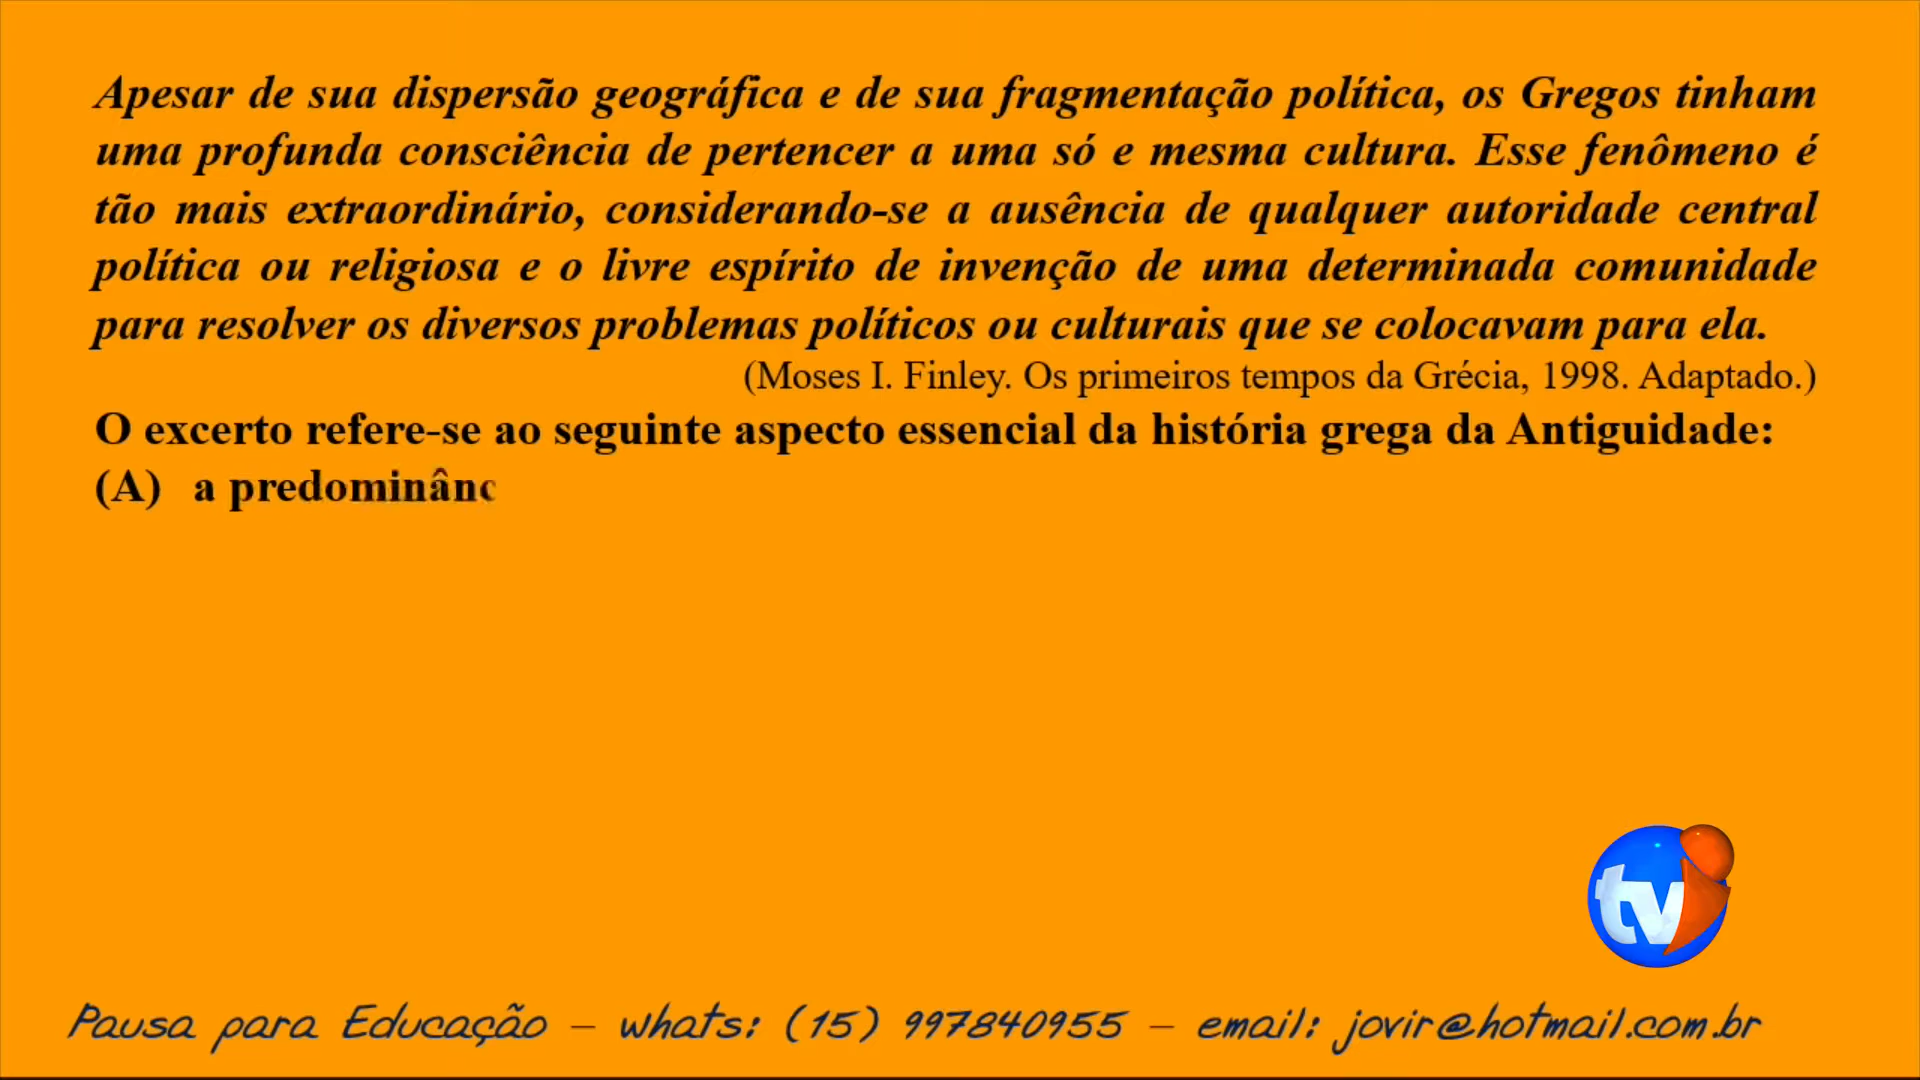 Apesar de sua dispersão geográfica e de sua fragmentação política, os Gregos tinham
uma profunda consciência de pertencer a uma só e mesma cultura. Esse fenômeno é
tão mais extraordinário, considerando-se a ausência de qualquer autoridade central
política ou religiosa e o livre espírito de invenção de uma determinada comunidade
para resolver os diversos problemas políticos ou culturais que se colocavam para ela.
(Moses I. Finley. Os primeiros tempos da Grécia, 1998. Adaptado.)
O excerto refere-se ao seguinte aspecto essencial da história grega da Antiguidade:
(A) a predominânc
tv
Pausa para Educação – whats: (15) 997840955 – email: jovir@hotmail.com.br